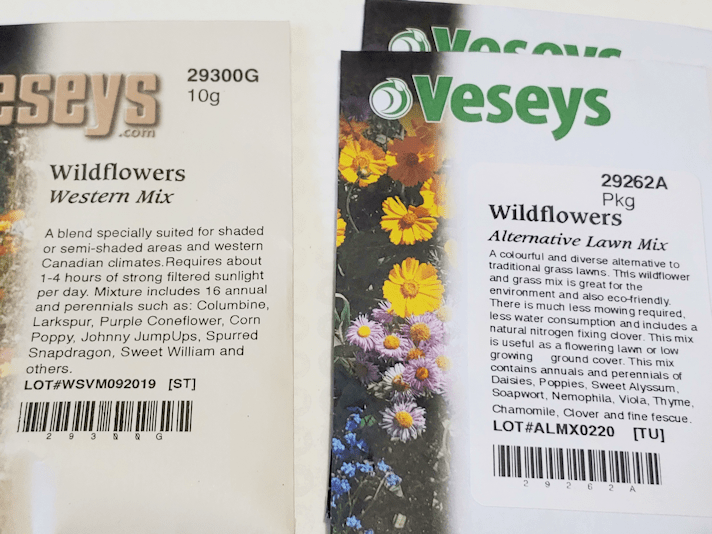 eseys
.com
29300G
10g
Wildflowers
Western Mix
A blend specially suited for shaded
or semi-shaded areas and western
Canadian climates.Requires about
1-4 hours of strong filtered sunlight
per day. Mixture includes 16 annual
and perennials such as: Columbine,
Larkspur, Purple Coneflower, Corn
Poppy, Johnny JumpUps, Spurred
Snapdragon, Sweet William and
others.
LOT#WSVM092019 [ST]
29300G
Veseys
Veseys
29262A
Pkg
Wildflowers
Alternative Lawn Mix
A colourful and diverse alternative to
traditional grass lawns. This wildflower
and grass mix is great for the
environment and also eco-friendly.
There is much less mowing required,
less water consumption and includes a
natural nitrogen fixing clover. This mix
is useful as a flowering lawn or low
growing ground cover. This mix
contains annuals and perennials of
Daisies, Poppies, Sweet Alyssum,
Soapwort, Nemophila, Viola, Thyme,
Chamomile, Clover and fine fescue.
LOT#ALMX0220 [TU]
29262A